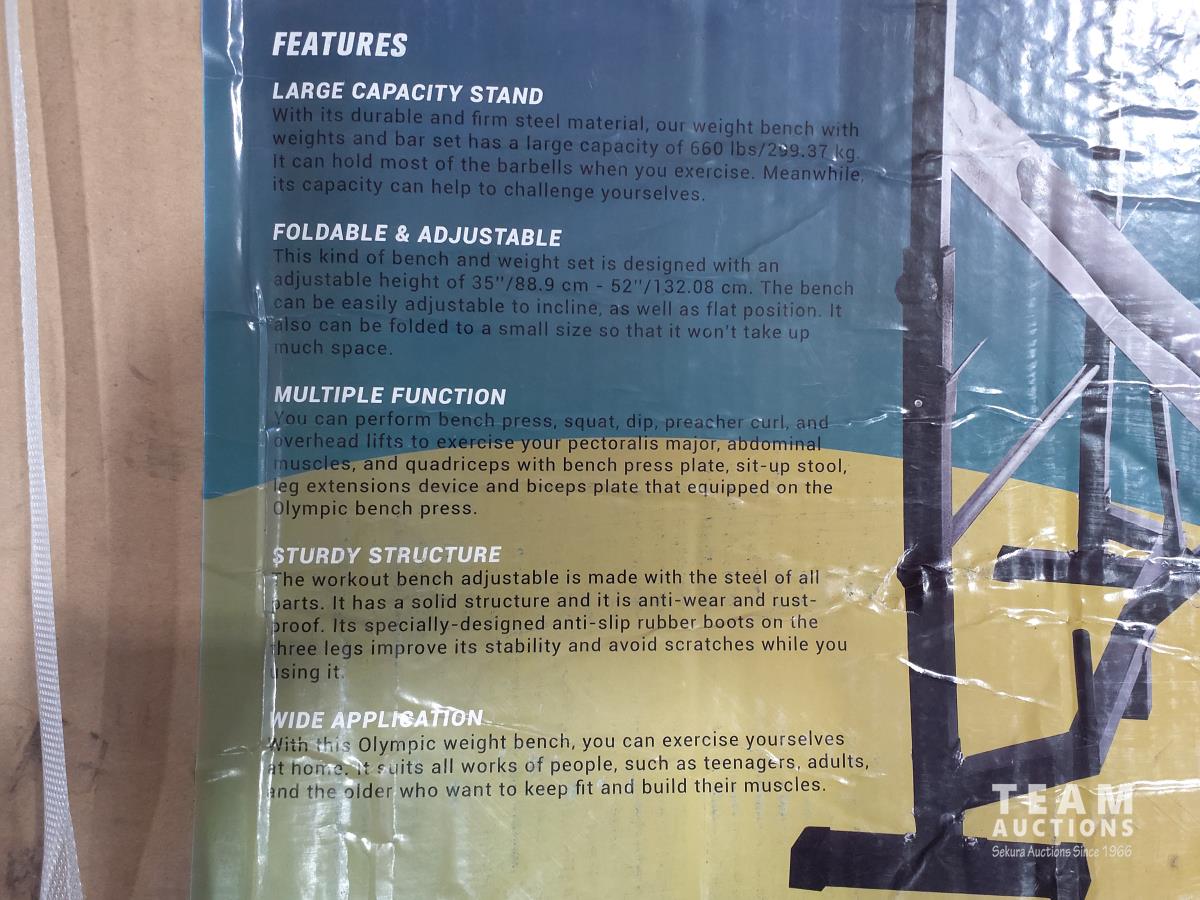 FEATURES
LARGE CAPACITY STAND
With its durable and firm steel material, our weight bench with
weights and bar set has a large capacity of 660 lbs/299.37 kg.
It can hold most of the barbells when you exercise. Meanwhile,
its capacity can help to challenge yourselves.
FOLDABLE & ADJUSTABLE
This kind of bench and weight set is designed with an
adjustable height of 35''/88.9 cm - 52''/132.08 cm. The bench
can be easily adjustable to incline, as well as flat position. It
also can be folded to a small size so that it won't take up
much space.
MULTIPLE FUNCTION
You can perform bench press, squat, dip, preacher curl, and
overhead lifts to exercise your pectoralis major, abdominal
muscles, and quadriceps with bench press plate, sit-up stool,
leg extensions device and biceps plate that equipped on the
Olympic bench press.
STURDY STRUCTURE
The workout bench adjustable is made with the steel of all
parts. It has a solid structure and it is anti-wear and rust-
proof. Its specially-designed anti-slip rubber boots on the
three legs improve its stability and avoid scratches while you
using it.
WIDE APPLICATION
With this Olympic weight bench, you can exercise yourselves
at home. It suits all works of people, such as teenagers, adults,
and the older who want to keep fit and build their muscles.
TEAM
AUCTIONS
Sekura Auctions Since 1966